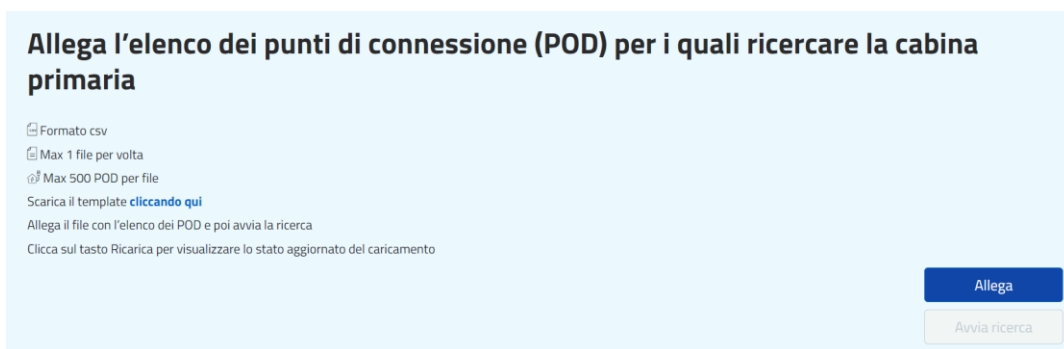 Allega l’elenco dei punti di connessione (POD) per i quali ricercare la cabina
primaria
Formato csv
Max 1 file per volta
Max 500 POD per file
Scarica il template cliccando qui
Allega il file con l’elenco dei POD e poi avvia la ricerca
Clicca sul tasto Ricarica per visualizzare lo stato aggiornato del caricamento
Allega
Avvia ricerca